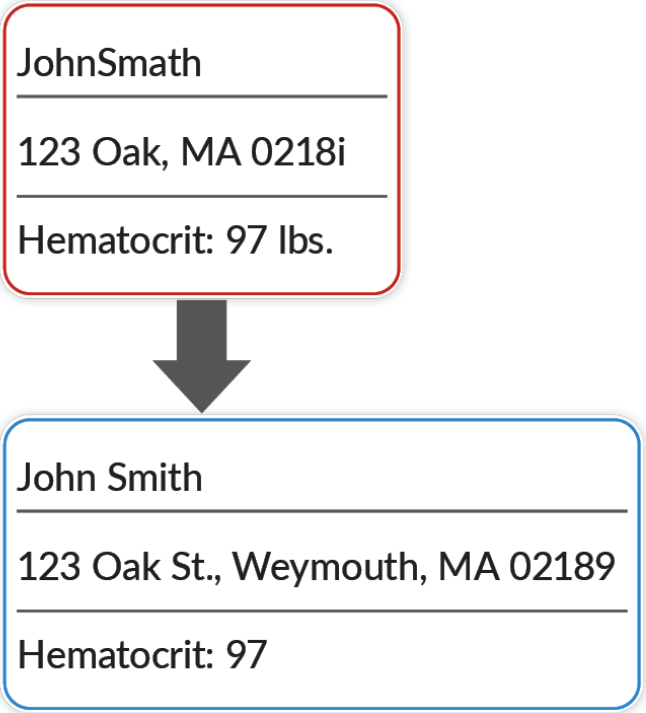 JohnSmath
123 Oak, MA 0218i
Hematocrit: 97 lbs.
John Smith
123 Oak St., Weymouth, MA 02189
Hematocrit: 97